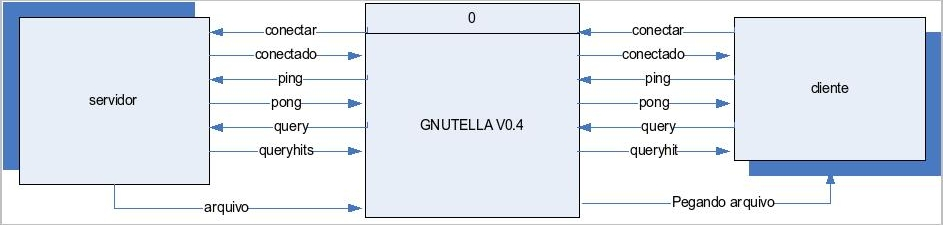 0
servidor
GNUTELLA V0.4
cliente
conectar
conectado
ping
pong
query
queryhits
arquivo
conectar
conectado
ping
pong
query
queryhit
Pegando arquivo